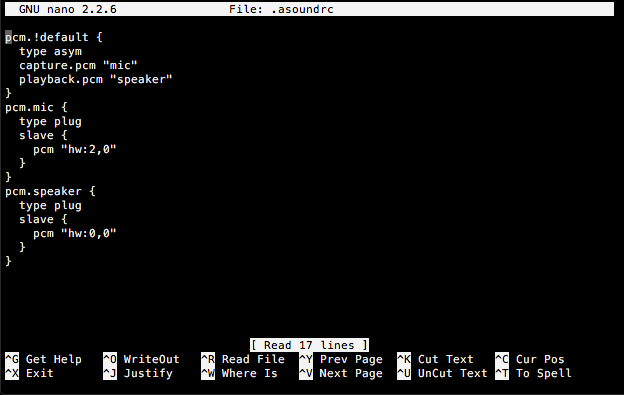 GNU nano 2.2.6 File: .asoundrc
pcm.!default {
type asym
capture.pcm "mic"
playback.pcm "speaker"
}
pcm.mic {
type plug
slave {
pcm "hw:2,0"
}
}
pcm.speaker {
type plug
slave {
pcm "hw:0,0"
}
}
[ Read 17 lines ]
^G Get Help ^O WriteOut ^R Read File ^Y Prev Page ^K Cut Text ^C Cur Pos
^X Exit ^J Justify ^W Where Is ^V Next Page ^U UnCut Text ^T To Spell